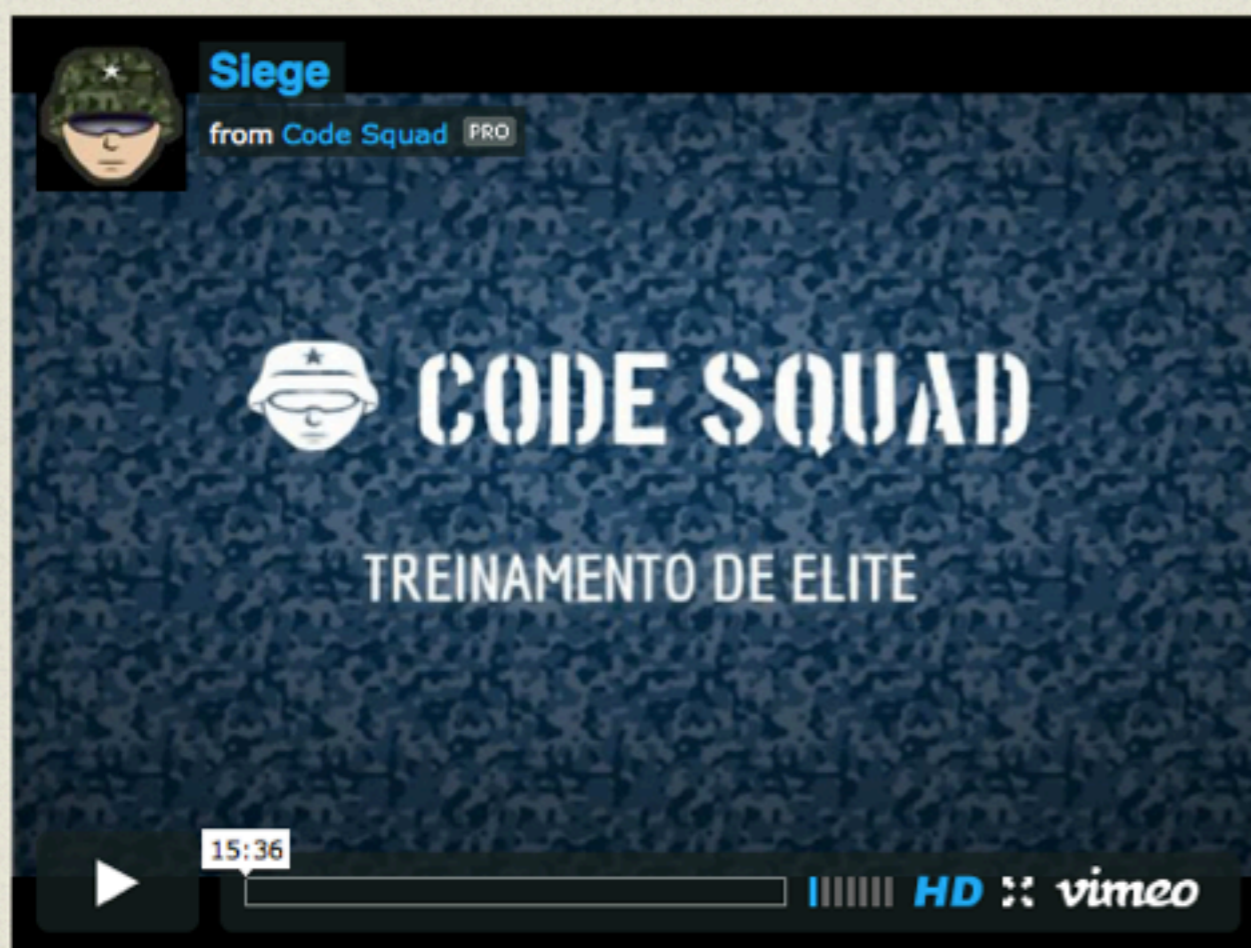 Siege
from Code Squad PRO
CODE SQUAD
TREINAMENTO DE ELITE
15:36
HD vimeo